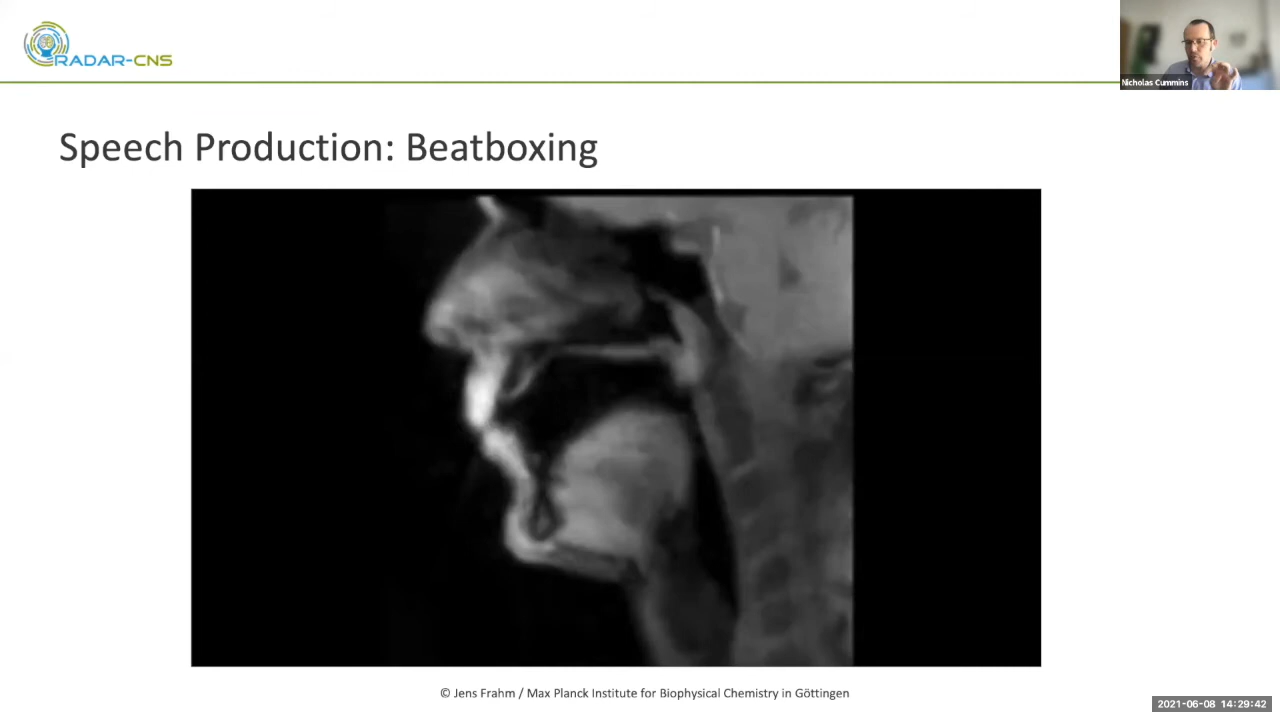 RADAR-CNS
Nicholas Cummins
Speech Production: Beatboxing
© Jens Frahm / Max Planck Institute for Biophysical Chemistry in Göttingen
2021-06-08 14:29:42